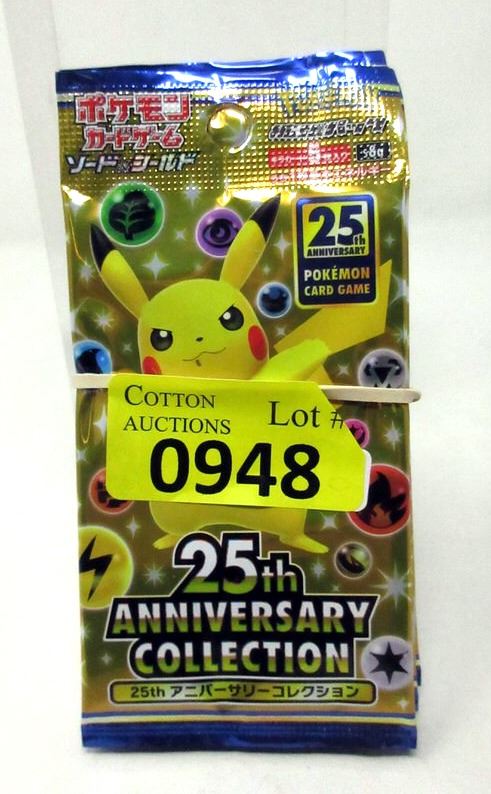 ポケモン
カードゲーム
ソード&シールド
s8a
25th
ANNIVERSARY
POKÉMON
CARD GAME
COTTON
AUCTIONS
Lot #
0948
25th
ANNIVERSARY
COLLECTION
25th アニバーサリーコレクション